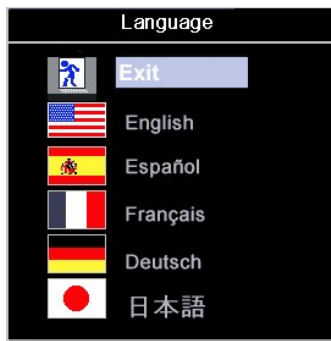 Language
Exit
English
Español
Français
Deutsch
日本語